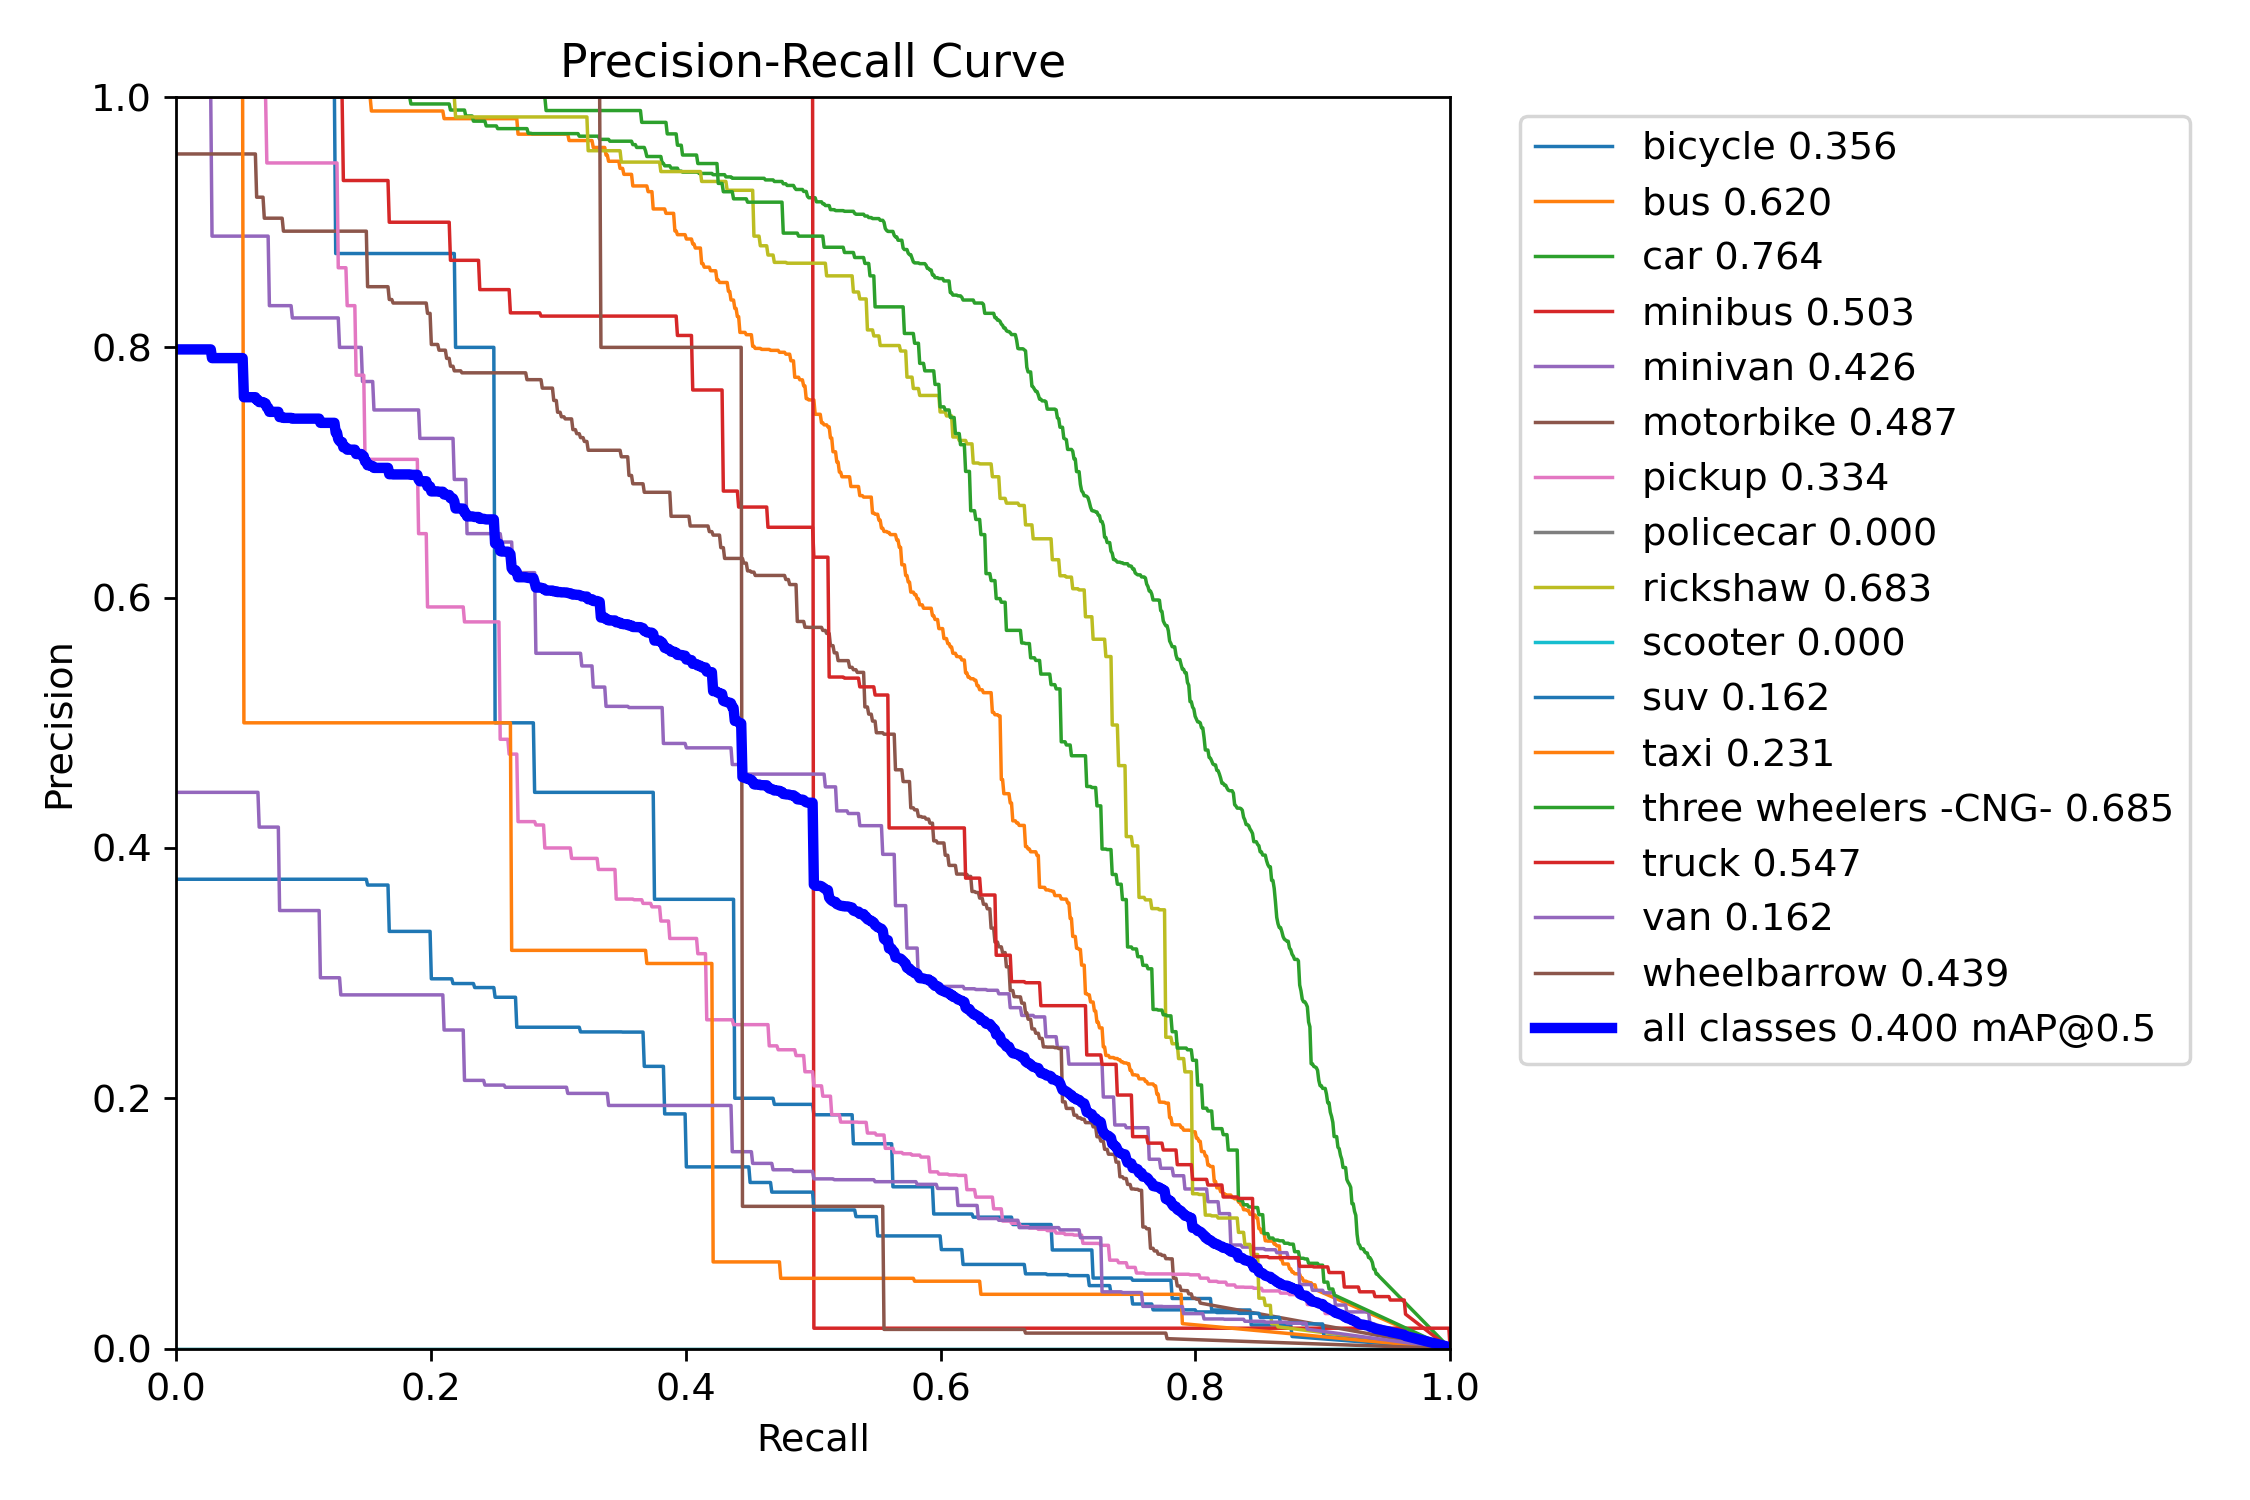 Precision-Recall Curve
1.0
0.8
0.6
0.4
0.2
0.0
Precision
0.0 0.2 0.4 0.6 0.8 1.0
Recall
bicycle 0.356
bus 0.620
car 0.764
minibus 0.503
minivan 0.426
motorbike 0.487
pickup 0.334
policecar 0.000
rickshaw 0.683
scooter 0.000
suv 0.162
taxi 0.231
three wheelers -CNG- 0.685
truck 0.547
van 0.162
wheelbarrow 0.439
all classes 0.400 mAP@0.5